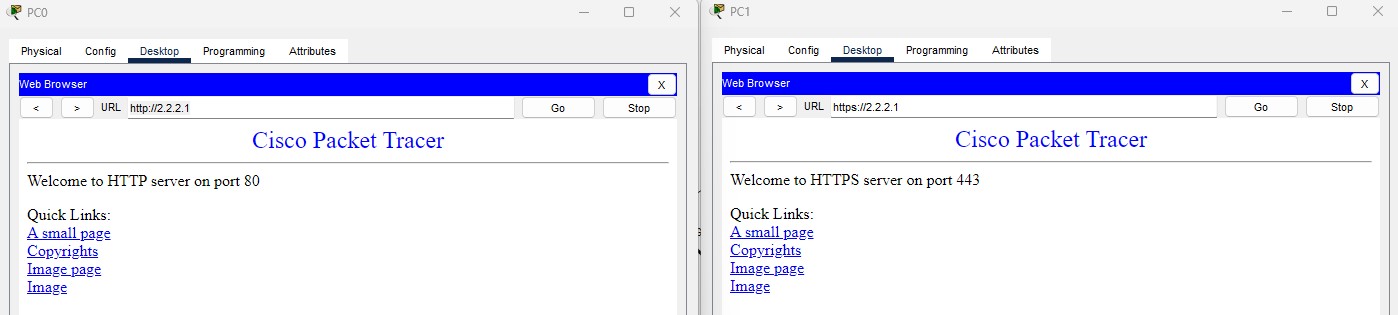 PC0
Physical Config Desktop Programming Attributes
Web Browser X
< > URL http://2.2.2.1 Go Stop
Cisco Packet Tracer
Welcome to HTTP server on port 80
Quick Links:
A small page
Copyrights
Image page
Image
PC1
Physical Config Desktop Programming Attributes
Web Browser X
< > URL https://2.2.2.1 Go Stop
Cisco Packet Tracer
Welcome to HTTPS server on port 443
Quick Links:
A small page
Copyrights
Image page
Image